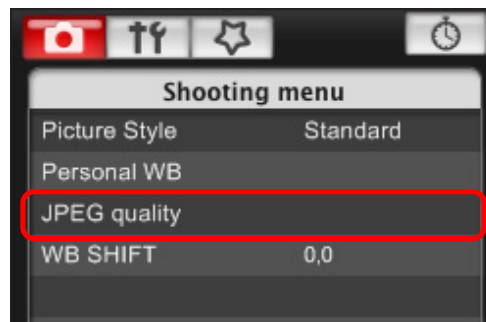 Shooting menu
Picture Style Standard
Personal WB
JPEG quality
WB SHIFT 0,0